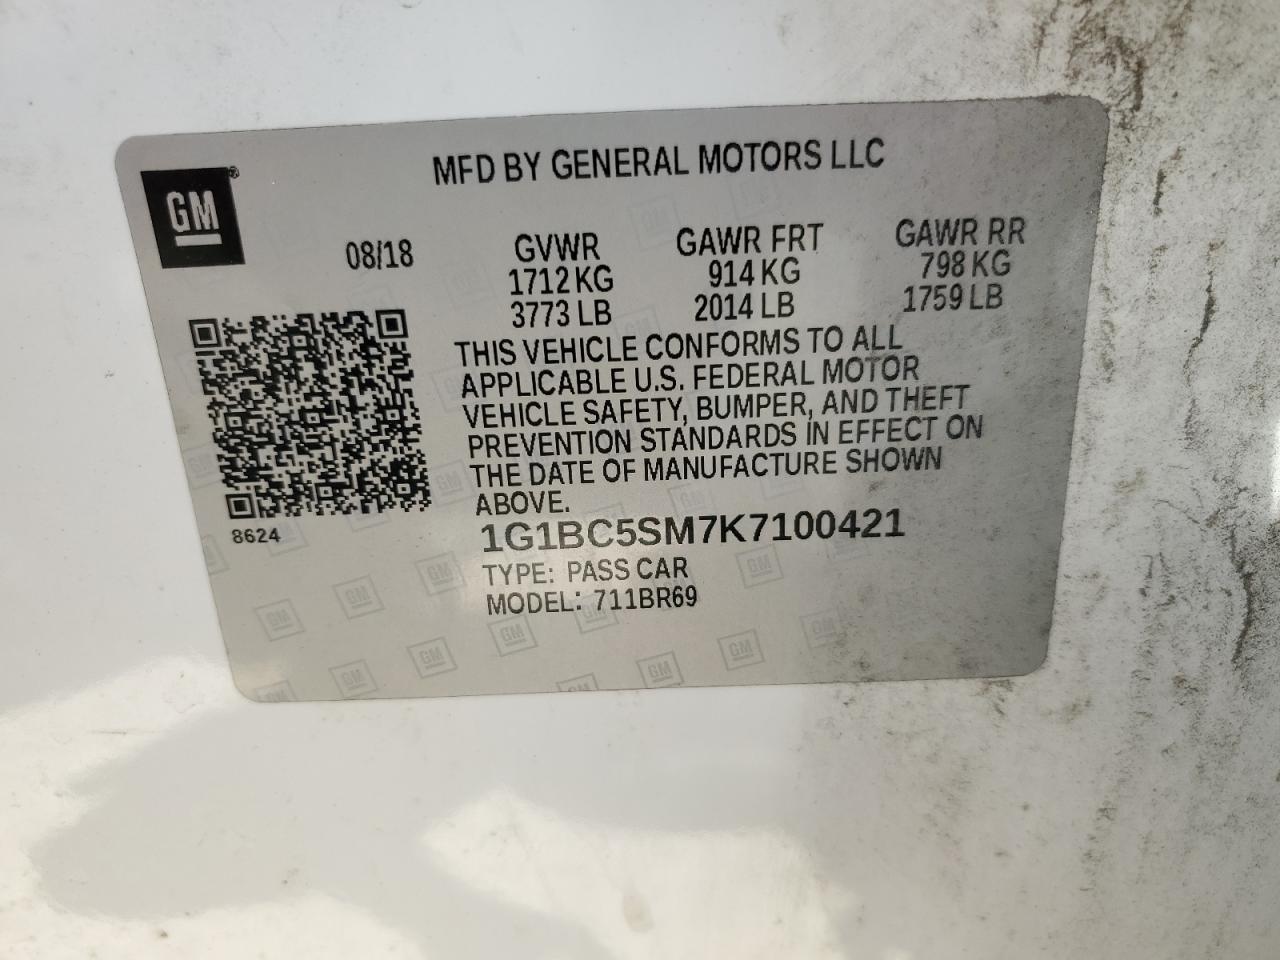 MFD BY GENERAL MOTORS LLC
GM®
08/18
GVWR
1712 KG
3773 LB
GAWR FRT
914 KG
2014 LB
GAWR RR
798 KG
1759 LB
THIS VEHICLE CONFORMS TO ALL
APPLICABLE U.S. FEDERAL MOTOR
VEHICLE SAFETY, BUMPER, AND THEFT
PREVENTION STANDARDS IN EFFECT ON
THE DATE OF MANUFACTURE SHOWN
ABOVE.
8624
1G1BC5SM7K7100421
TYPE: PASS CAR
MODEL: 711BR69